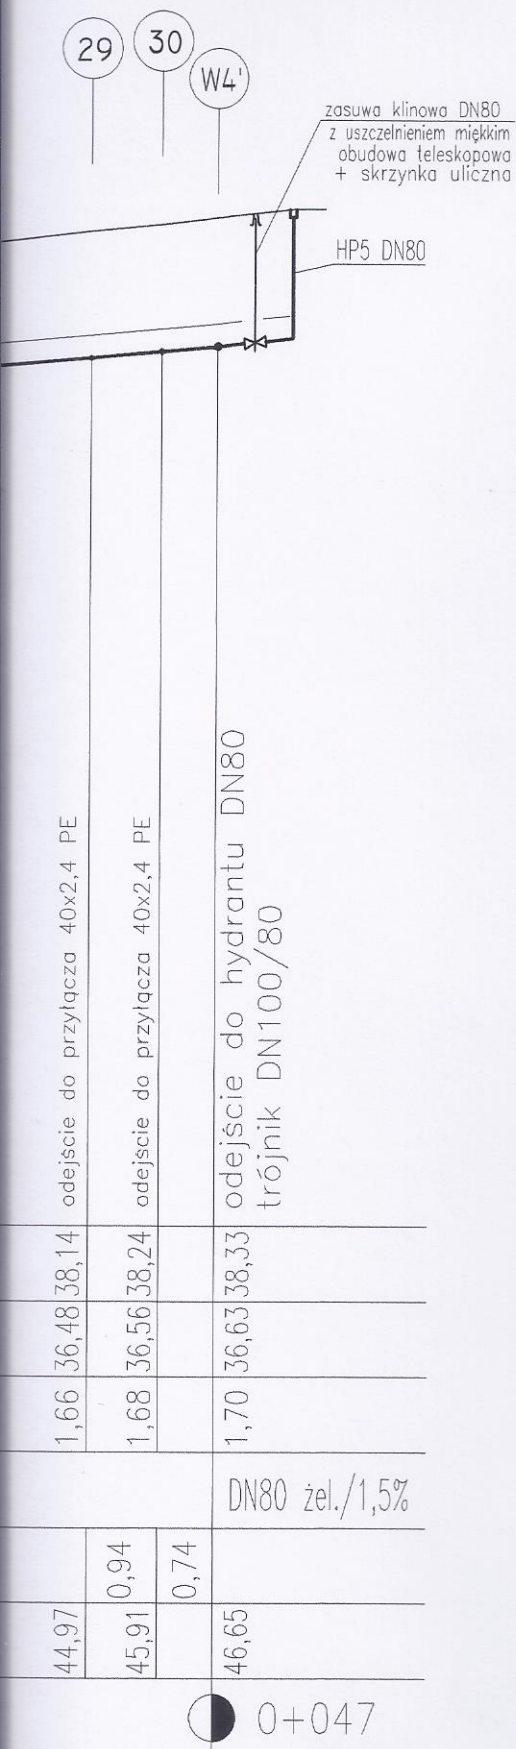 29
30
W4'
zasuwa klinowa DN80
z uszczelnieniem miękkim
obudowa teleskopowa
+ skrzynka uliczna
HP5 DN80
odejście do przyłącza 40x2,4 PE
odejście do przyłącza 40x2,4 PE
odejście do hydrantu DN80
trójnik DN100/80
38,14
38,24
38,33
36,48
36,56
36,63
1,66
1,68
1,70
DN80 żel./1,5%
0,94
0,74
44,97
45,91
46,65
0+047